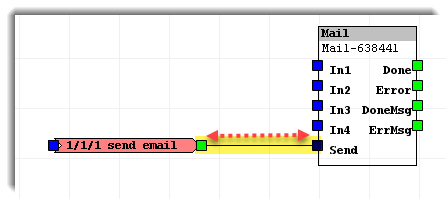 Mail
Mail-638441
In1 Done
In2 Error
In3 DoneMsg
In4 ErrMsg
1/1/1 send email
Send